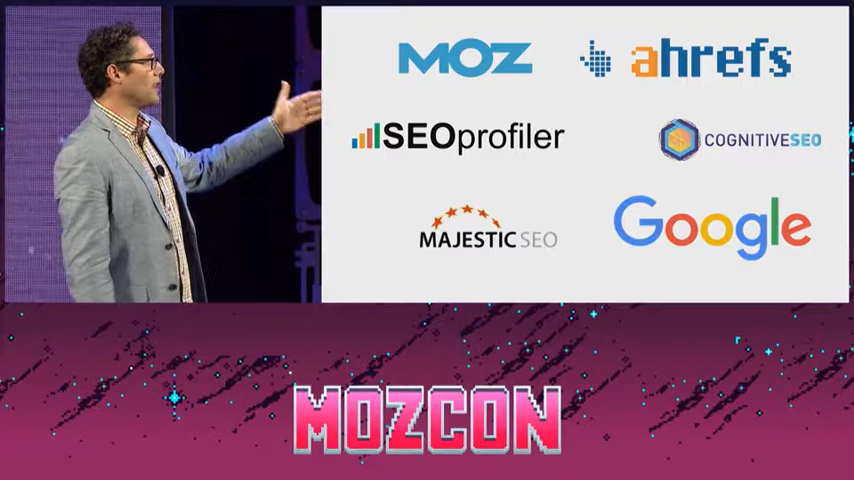 MOZ
ahrefs
SEOprofiler
COGNITIVESEO
MAJESTIC SEO
Google
MOZCON